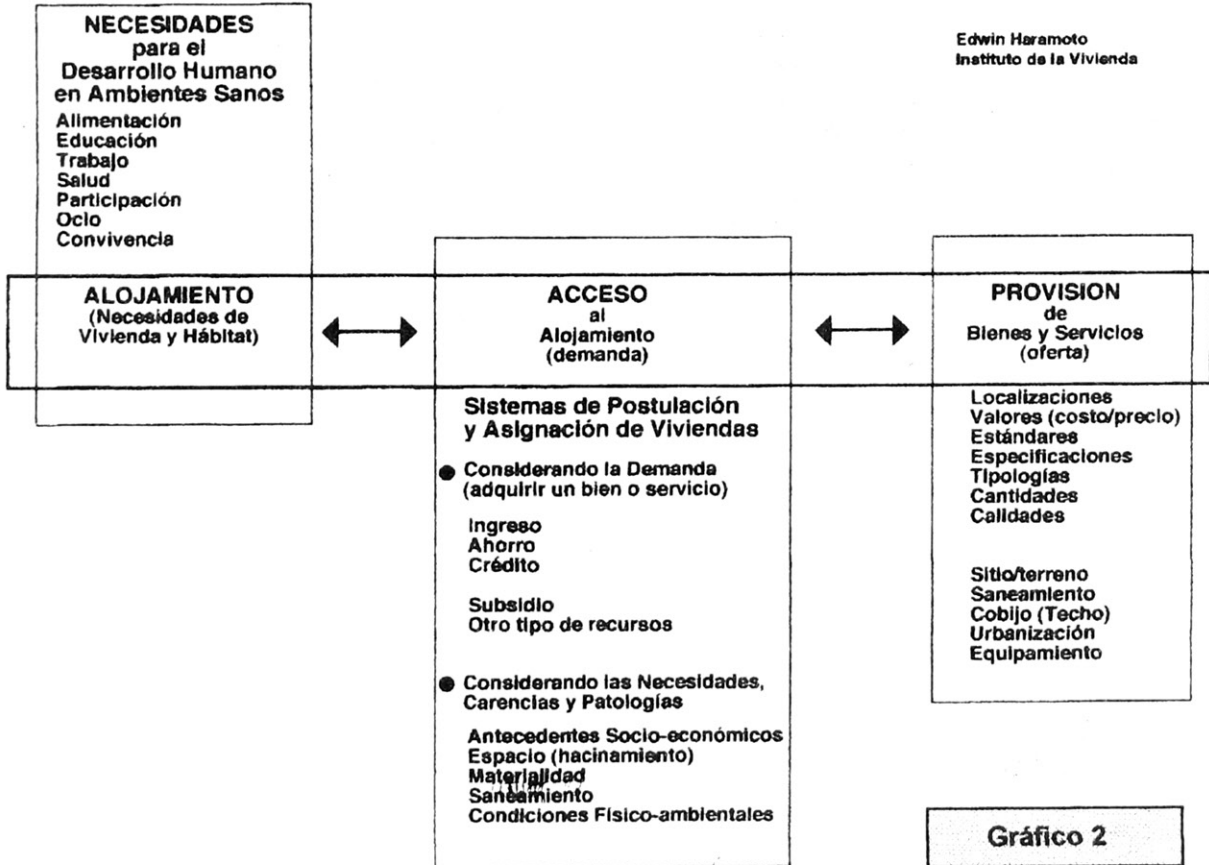 NECESIDADES
para el
Desarrollo Humano
en Ambientes Sanos
Alimentación
Educación
Trabajo
Salud
Participación
Ocio
Convivencia
Edwin Haramoto
Instituto de la Vivienda
ALOJAMIENTO
(Necesidades de
Vivienda y Hábitat)
ACCESO
al
Alojamiento
(demanda)
PROVISION
de
Bienes y Servicios
(oferta)
Sistemas de Postulación
y Asignación de Viviendas
● Considerando la Demanda
(adquirir un bien o servicio)
Ingreso
Ahorro
Crédito
Subsidio
Otro tipo de recursos
● Considerando las Necesidades,
Carencias y Patologías
Antecedentes Socio-económicos
Espacio (hacinamiento)
Materialidad
Saneamiento
Condiciones Físico-ambientales
Localizaciones
Valores (costo/precio)
Estándares
Especificaciones
Tipologías
Cantidades
Calidades
Sitio/terreno
Saneamiento
Cobijo (Techo)
Urbanización
Equipamiento
Gráfico 2